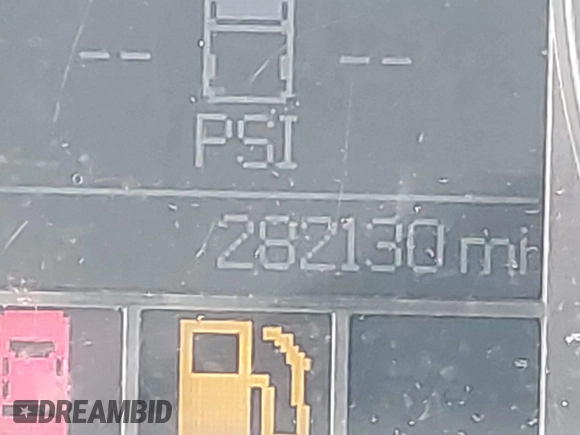 -- --
PSI
282130 mi
DREAMBID